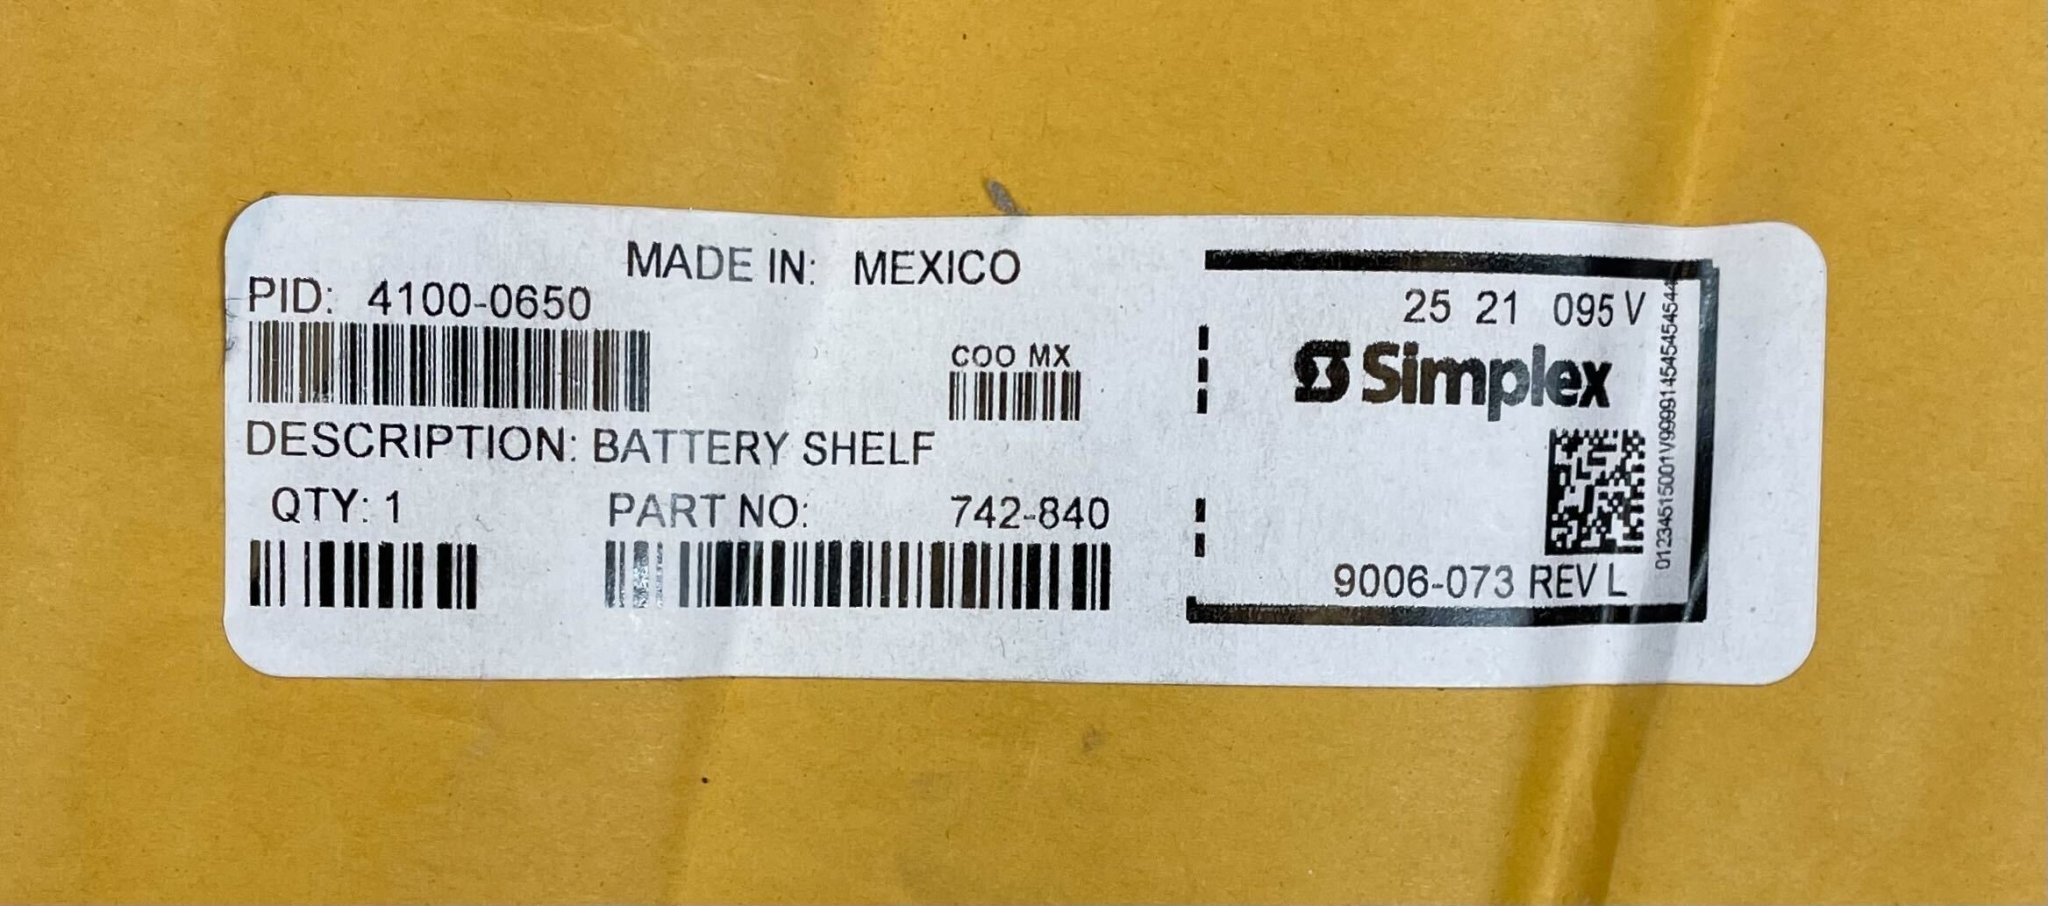 MADE IN: MEXICO
PID: 4100-0650
COO MX
DESCRIPTION: BATTERY SHELF
QTY: 1
PART NO: 742-840
25 21 095 V
Simplex
9006-073 REV L